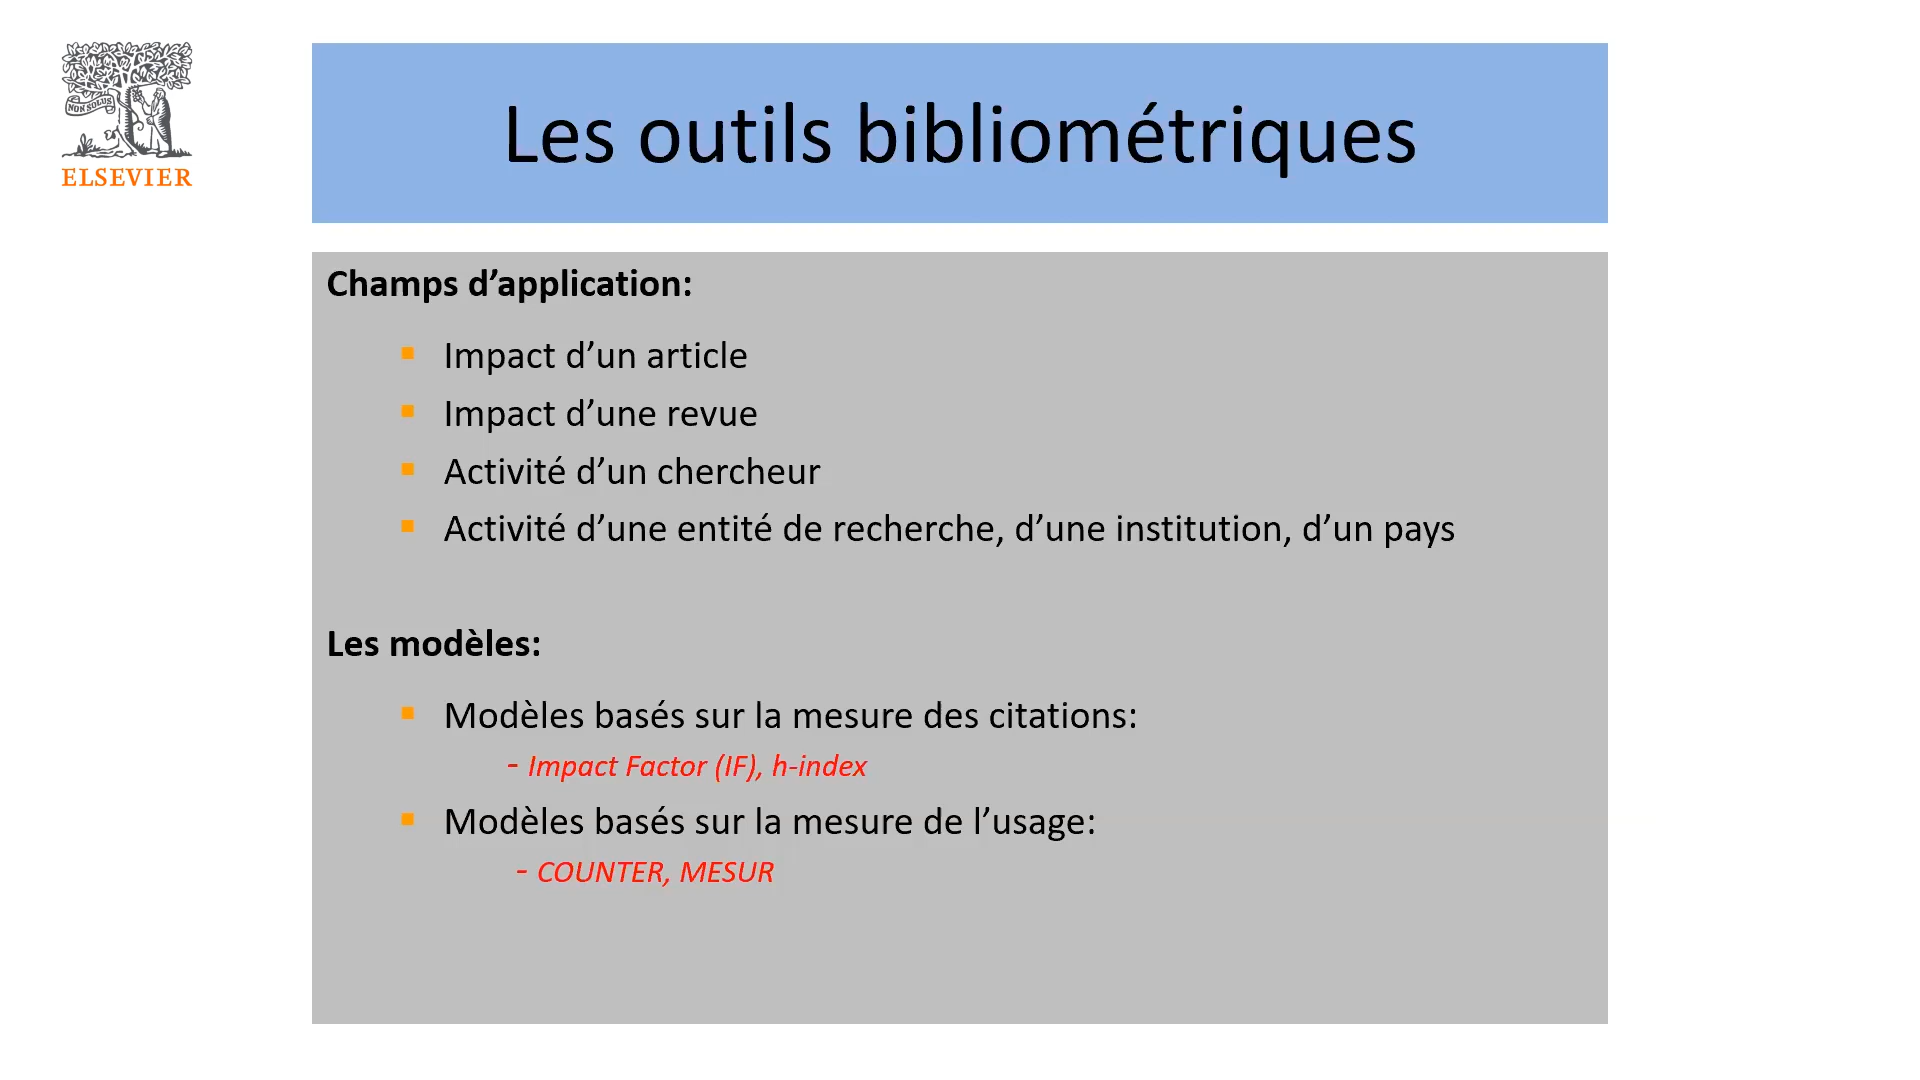 NON SOLUS
ELSEVIER
Les outils bibliométriques
Champs d’application:
▪ Impact d’un article
▪ Impact d’une revue
▪ Activité d’un chercheur
▪ Activité d’une entité de recherche, d’une institution, d’un pays
Les modèles:
▪ Modèles basés sur la mesure des citations:
- Impact Factor (IF), h-index
▪ Modèles basés sur la mesure de l’usage:
- COUNTER, MESUR